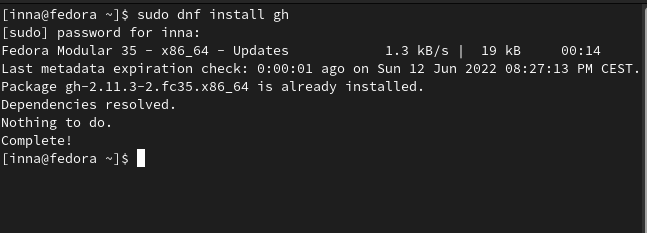 [inna@fedora ~]$ sudo dnf install gh
[sudo] password for inna:
Fedora Modular 35 - x86_64 - Updates            1.3 kB/s |  19 kB     00:14
Last metadata expiration check: 0:00:01 ago on Sun 12 Jun 2022 08:27:13 PM CEST.
Package gh-2.11.3-2.fc35.x86_64 is already installed.
Dependencies resolved.
Nothing to do.
Complete!
[inna@fedora ~]$